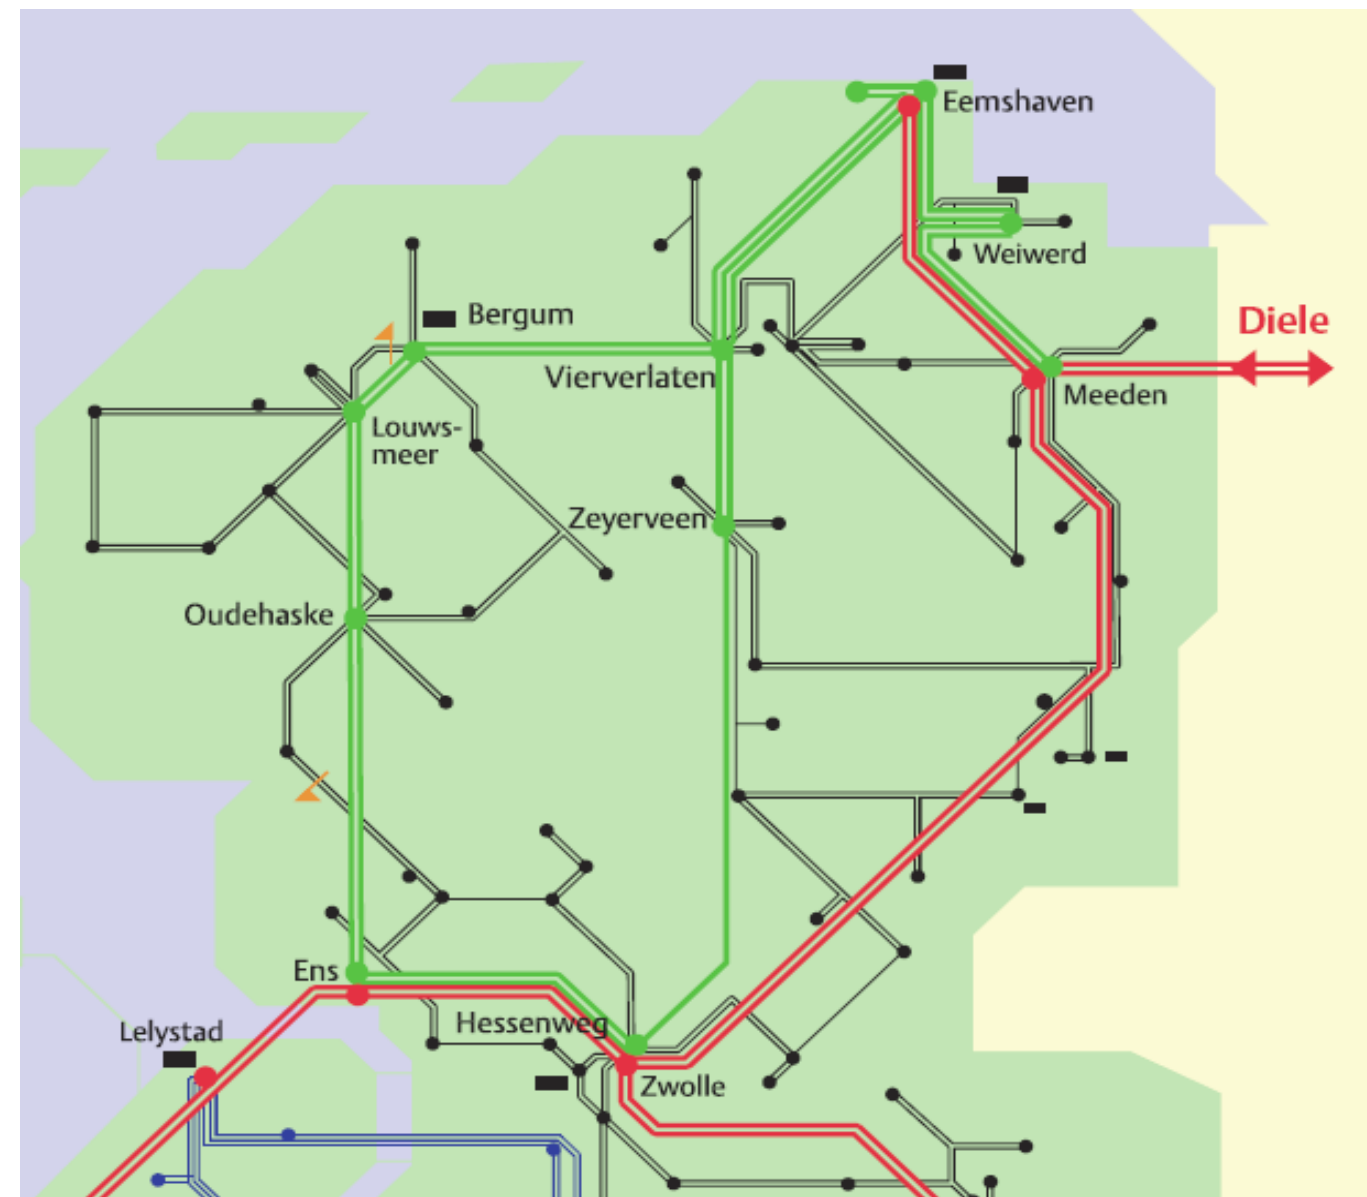 Eemshaven
Weiwerd
Bergum
Diele
Vierverlaten
Meeden
Louws-
meer
Zeyerveen
Oudehaske
Ens
Lelystad
Hessenweg
Zwolle